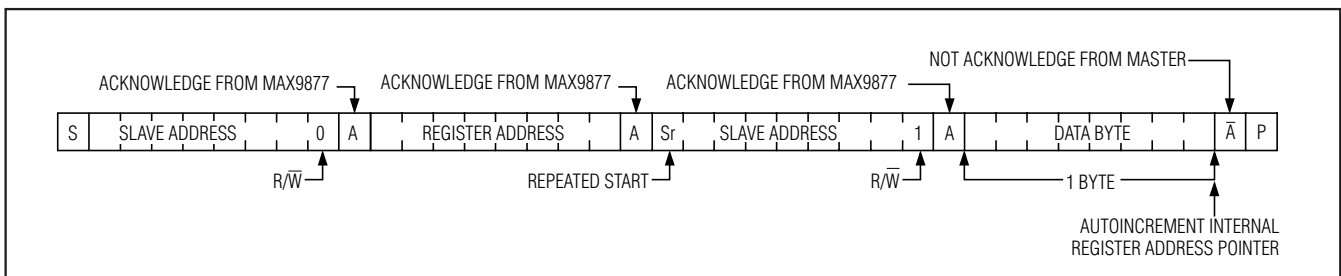 NOT ACKNOWLEDGE FROM MASTER
ACKNOWLEDGE FROM MAX9877 ACKNOWLEDGE FROM MAX9877 ACKNOWLEDGE FROM MAX9877
S SLAVE ADDRESS 0 A REGISTER ADDRESS A Sr SLAVE ADDRESS 1 A DATA BYTE A̅ P
R/W̅ REPEATED START R/W̅ 1 BYTE
AUTOINCREMENT INTERNAL
REGISTER ADDRESS POINTER